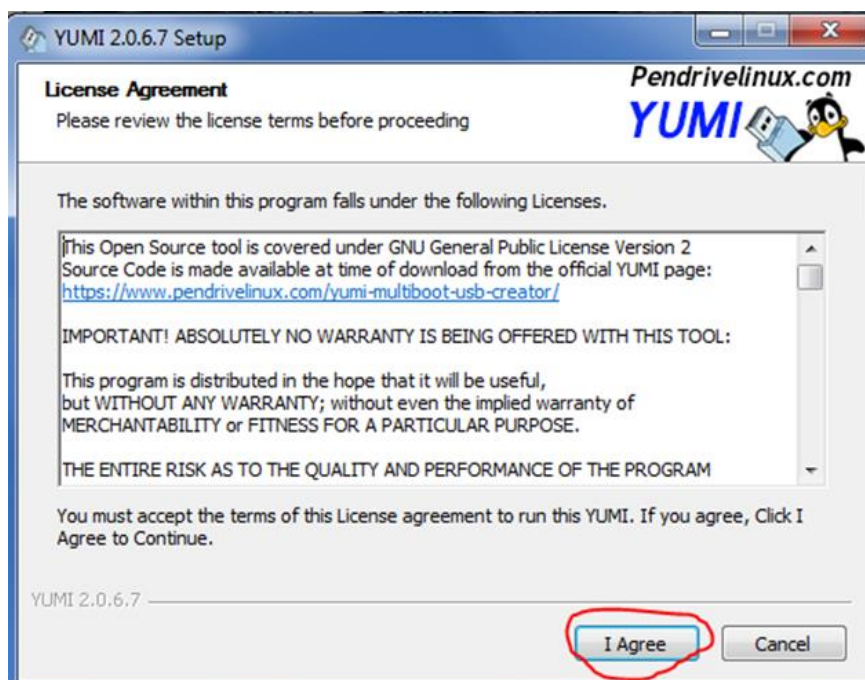 YUMI 2.0.6.7 Setup
License Agreement
Please review the license terms before proceeding
Pendrivelinux.com
YUMI
The software within this program falls under the following Licenses.
This Open Source tool is covered under GNU General Public License Version 2
Source Code is made available at time of download from the official YUMI page:
https://www.pendrivelinux.com/yumi-multiboot-usb-creator/
IMPORTANT! ABSOLUTELY NO WARRANTY IS BEING OFFERED WITH THIS TOOL:
This program is distributed in the hope that it will be useful,
but WITHOUT ANY WARRANTY; without even the implied warranty of
MERCHANTABILITY or FITNESS FOR A PARTICULAR PURPOSE.
THE ENTIRE RISK AS TO THE QUALITY AND PERFORMANCE OF THE PROGRAM
You must accept the terms of this License agreement to run this YUMI. If you agree, Click I
Agree to Continue.
YUMI 2.0.6.7
I Agree
Cancel